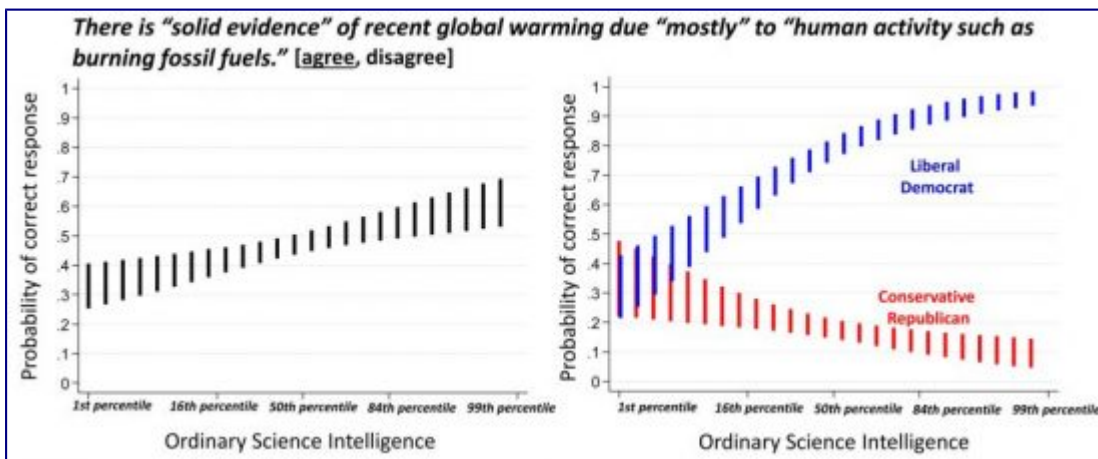 There is “solid evidence” of recent global warming due “mostly” to “human activity such as
burning fossil fuels.” [agree, disagree]
Probability of correct response
1
.9
.8
.7
.6
.5
.4
.3
.2
.1
0
1st percentile 16th percentile 50th percentile 84th percentile 99th percentile
Ordinary Science Intelligence
Probability of correct response
1
.9
.8
.7
.6
.5
.4
.3
.2
.1
0
Liberal
Democrat
Conservative
Republican
1st percentile 16th percentile 50th percentile 84th percentile 99th percentile
Ordinary Science Intelligence